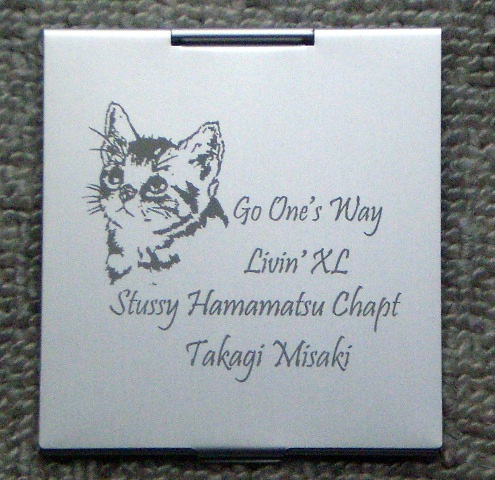 Go One's Way
Livin' XL
Stussy Hamamatsu Chapt
Takagi Misaki